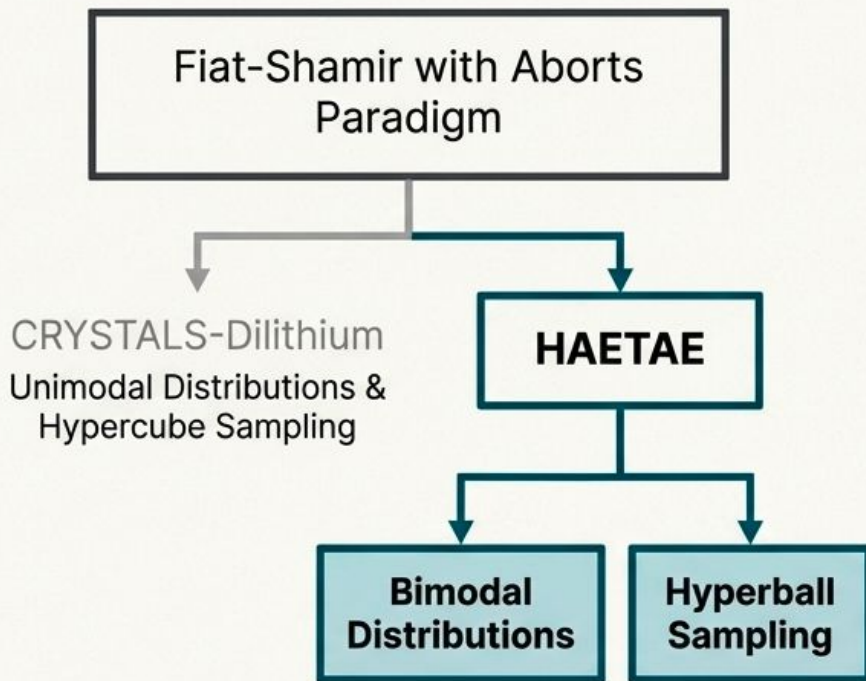 Fiat-Shamir with Aborts
Paradigm
CRYSTALS-Dilithium
Unimodal Distributions &
Hypercube Sampling
HAETAE
Bimodal
Distributions
Hyperball
Sampling